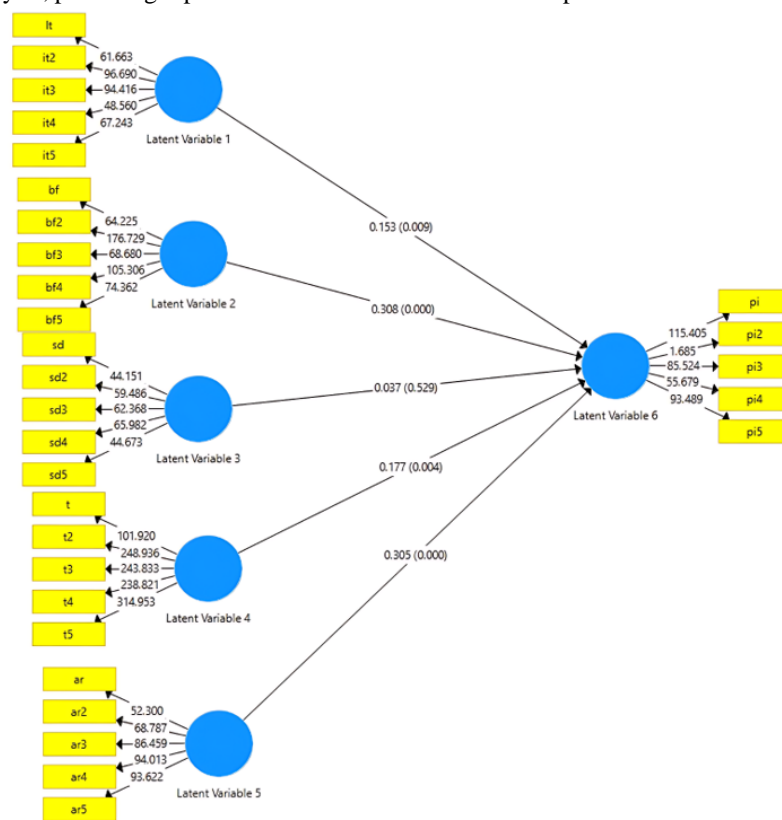 lt
it2
it3
it4
it5
61.663
96.690
94.416
48.560
67.243
Latent Variable 1
0.153 (0.009)
bf
bf2
bf3
bf4
bf5
64.225
176.729
68.680
105.306
74.362
Latent Variable 2
0.308 (0.000)
sd
sd2
sd3
sd4
sd5
44.151
59.486
62.368
65.982
44.673
Latent Variable 3
0.037 (0.529)
t
t2
t3
t4
t5
101.920
248.936
243.833
238.821
314.953
Latent Variable 4
0.177 (0.004)
ar
ar2
ar3
ar4
ar5
52.300
68.787
86.459
94.013
93.622
Latent Variable 5
0.305 (0.000)
Latent Variable 6
115.405
1.685
85.524
55.679
93.489
pi
pi2
pi3
pi4
pi5